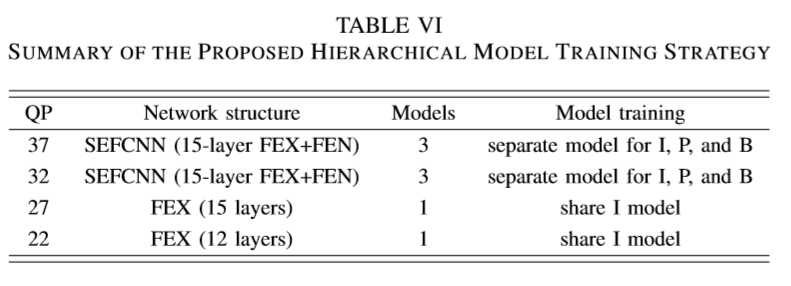 TABLE VI
SUMMARY OF THE PROPOSED HIERARCHICAL MODEL TRAINING STRATEGY
QP Network structure Models Model training
37 SEFCNN (15-layer FEX+FEN) 3 separate model for I, P, and B
32 SEFCNN (15-layer FEX+FEN) 3 separate model for I, P, and B
27 FEX (15 layers) 1 share I model
22 FEX (12 layers) 1 share I model